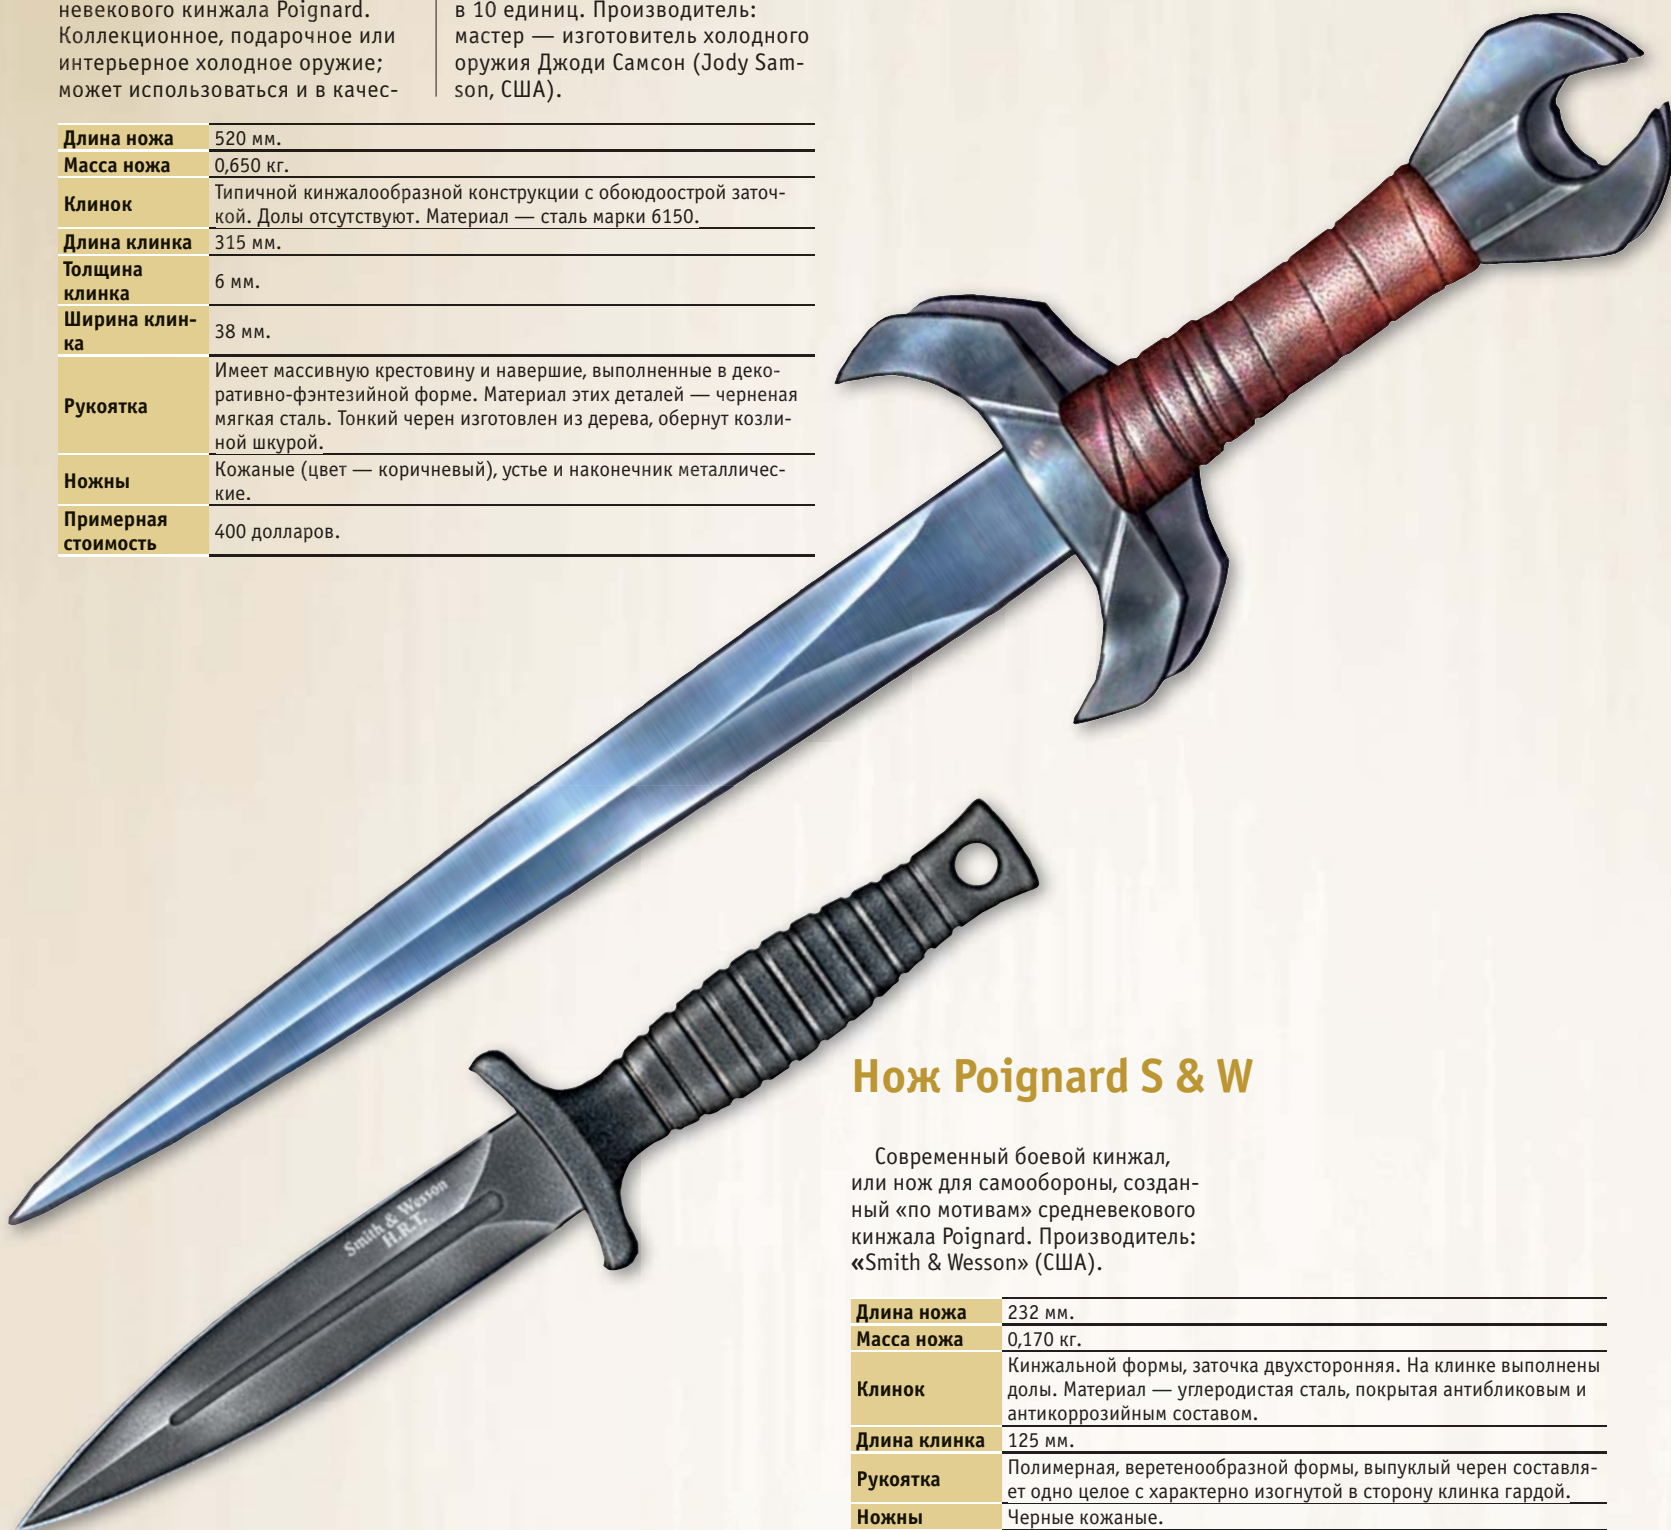 невекового кинжала Poignard.
Коллекционное, подарочное или
интерьерное холодное оружие;
может использоваться и в качес-
в 10 единиц. Производитель:
мастер — изготовитель холодного
оружия Джоди Самсон (Jody Sam-
son, США).
Длина ножа 520 мм.
Масса ножа 0,650 кг.
Клинок Типичной кинжалообразной конструкции с обоюдоострой заточ-
кой. Долы отсутствуют. Материал — сталь марки 6150.
Длина клинка 315 мм.
Толщина
клинка 6 мм.
Ширина клин-
ка 38 мм.
Рукоятка Имеет массивную крестовину и навершие, выполненные в деко-
ративно-фэнтезийной форме. Материал этих деталей — черненая
мягкая сталь. Тонкий черен изготовлен из дерева, обернут козли-
ной шкурой.
Ножны Кожаные (цвет — коричневый), устье и наконечник металличес-
кие.
Примерная
стоимость 400 долларов.
Smith & Wesson
H.R.T.
Нож Poignard S & W
Современный боевой кинжал,
или нож для самообороны, создан-
ный «по мотивам» средневекового
кинжала Poignard. Производитель:
«Smith & Wesson» (США).
Длина ножа 232 мм.
Масса ножа 0,170 кг.
Клинок Кинжальной формы, заточка двухсторонняя. На клинке выполнены
долы. Материал — углеродистая сталь, покрытая антибликовым и
антикоррозийным составом.
Длина клинка 125 мм.
Рукоятка Полимерная, веретенообразной формы, выпуклый черен составля-
ет одно целое с характерно изогнутой в сторону клинка гардой.
Ножны Черные кожаные.